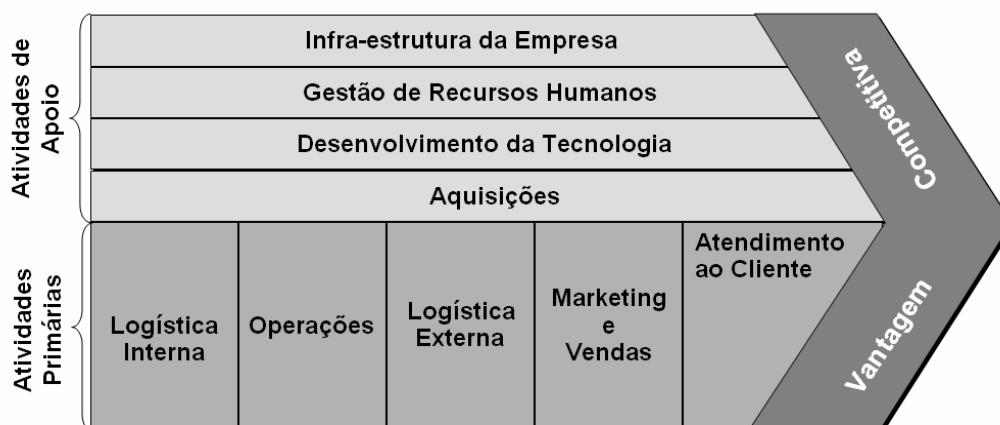 Atividades de
Apoio
Infra-estrutura da Empresa
Gestão de Recursos Humanos
Desenvolvimento da Tecnologia
Aquisições
Atividades
Primárias
Logística
Interna
Operações
Logística
Externa
Marketing
e
Vendas
Atendimento
ao Cliente
Vantagem
Competitiva